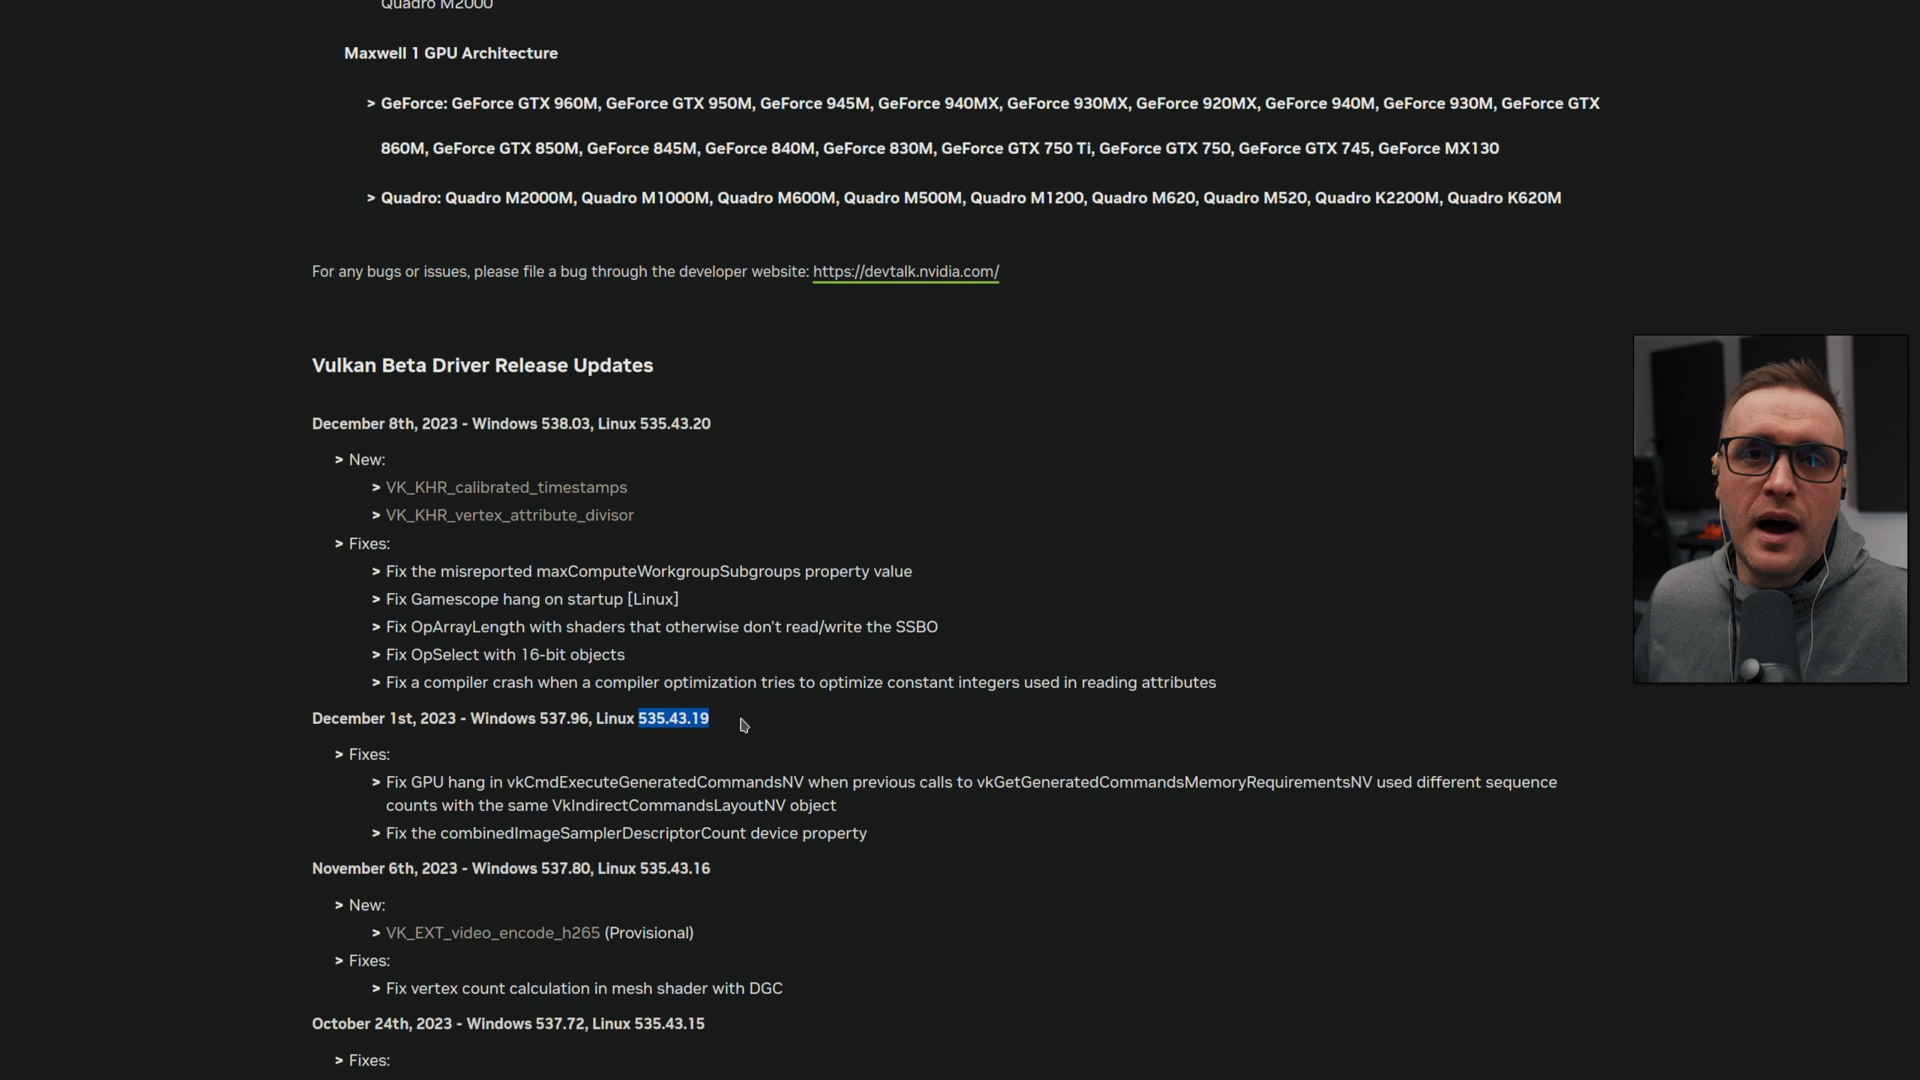 Quadro M2000
Maxwell 1 GPU Architecture
> GeForce: GeForce GTX 960M, GeForce GTX 950M, GeForce 945M, GeForce 940MX, GeForce 930MX, GeForce 920MX, GeForce 940M, GeForce 930M, GeForce GTX
860M, GeForce GTX 850M, GeForce 845M, GeForce 840M, GeForce 830M, GeForce GTX 750 Ti, GeForce GTX 750, GeForce GTX 745, GeForce MX130
> Quadro: Quadro M2000M, Quadro M1000M, Quadro M600M, Quadro M500M, Quadro M1200, Quadro M620, Quadro M520, Quadro K2200M, Quadro K620M
For any bugs or issues, please file a bug through the developer website: https://devtalk.nvidia.com/
Vulkan Beta Driver Release Updates
December 8th, 2023 - Windows 538.03, Linux 535.43.20
> New:
> VK_KHR_calibrated_timestamps
> VK_KHR_vertex_attribute_divisor
> Fixes:
> Fix the misreported maxComputeWorkgroupSubgroups property value
> Fix Gamescope hang on startup [Linux]
> Fix OpArrayLength with shaders that otherwise don't read/write the SSBO
> Fix OpSelect with 16-bit objects
> Fix a compiler crash when a compiler optimization tries to optimize constant integers used in reading attributes
December 1st, 2023 - Windows 537.96, Linux 535.43.19
> Fixes:
> Fix GPU hang in vkCmdExecuteGeneratedCommandsNV when previous calls to vkGetGeneratedCommandsMemoryRequirementsNV used different sequence
counts with the same VkIndirectCommandsLayoutNV object
> Fix the combinedImageSamplerDescriptorCount device property
November 6th, 2023 - Windows 537.80, Linux 535.43.16
> New:
> VK_EXT_video_encode_h265 (Provisional)
> Fixes:
> Fix vertex count calculation in mesh shader with DGC
October 24th, 2023 - Windows 537.72, Linux 535.43.15
> Fixes: